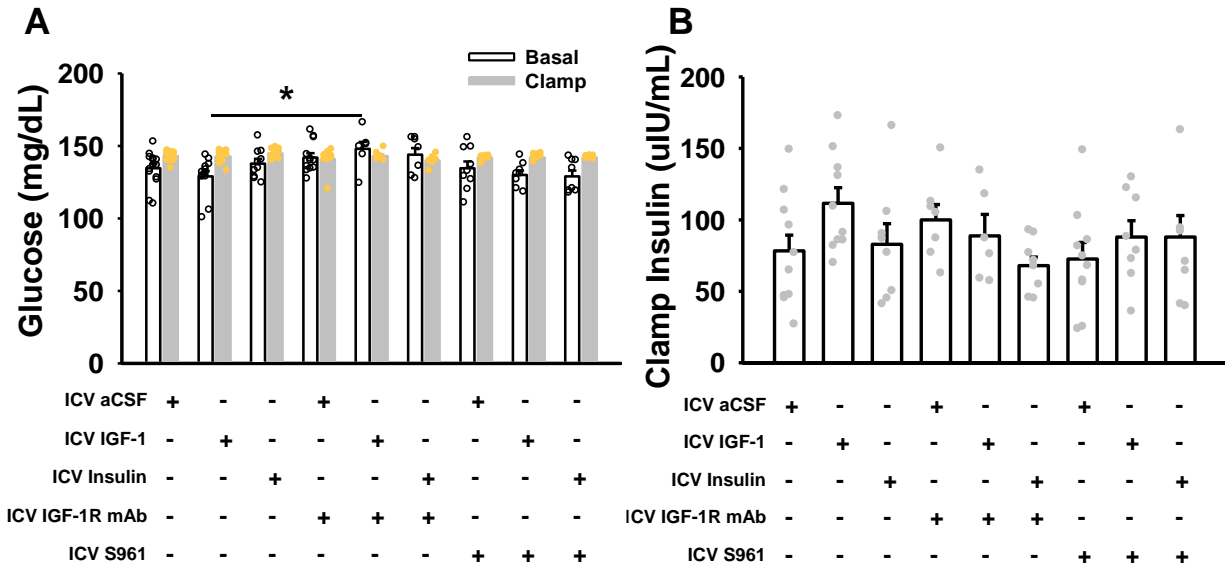 A
Glucose (mg/dL)
200
150
100
50
0
*
Basal
Clamp
ICV aCSF + - - + - - + - -
ICV IGF-1 - + - - + - - + -
ICV Insulin - - + - - + - - +
ICV IGF-1R mAb - - - + + + - - -
ICV S961 - - - - - - + + +
B
Clamp Insulin (uIU/mL)
200
150
100
50
0
ICV aCSF + - - + - - + - -
ICV IGF-1 - + - - + - - + -
ICV Insulin - - + - - + - - +
ICV IGF-1R mAb - - - + + + - - -
ICV S961 - - - - - - + + +